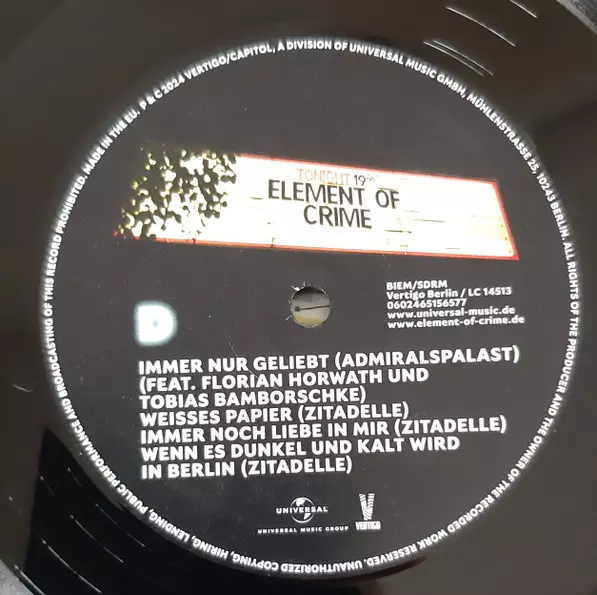 TONIGHT 19⁰⁰
ELEMENT OF
CRIME
BIEM/SDRM
Vertigo Berlin / LC 14513
0602465156577
www.universal-music.de
www.element-of-crime.de
D
IMMER NUR GELIEBT (ADMIRALSPALAST)
(FEAT. FLORIAN HORWATH UND
TOBIAS BAMBORSCHKE)
WEISSES PAPIER (ZITADELLE)
IMMER NOCH LIEBE IN MIR (ZITADELLE)
WENN ES DUNKEL UND KALT WIRD
IN BERLIN (ZITADELLE)
UNIVERSAL
UNIVERSAL MUSIC GROUP
VERTIGO
℗ & © 2024 VERTIGO/CAPITOL, A DIVISION OF UNIVERSAL MUSIC GMBH, MÜHLENSTRASSE 25, 10243 BERLIN. ALL RIGHTS OF THE PRODUCER AND THE OWNER OF THE RECORDED WORK RESERVED. UNAUTHORIZED COPYING, HIRING, LENDING, PUBLIC PERFORMANCE AND BROADCASTING OF THIS RECORD PROHIBITED. MADE IN THE EU.